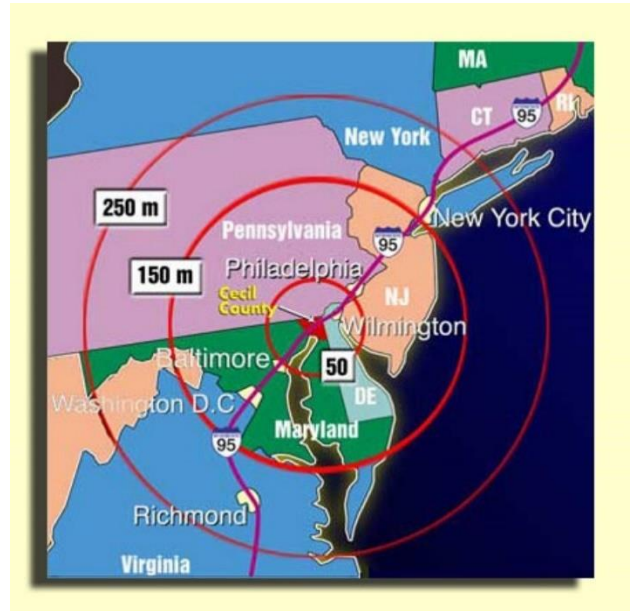 MA
CT
95
RI
New York
250 m
New York City
Pennsylvania
95
150 m
Philadelphia
NJ
Cecil
County
Wilmington
Baltimore
50
DE
Washington D.C
Maryland
95
Richmond
Virginia